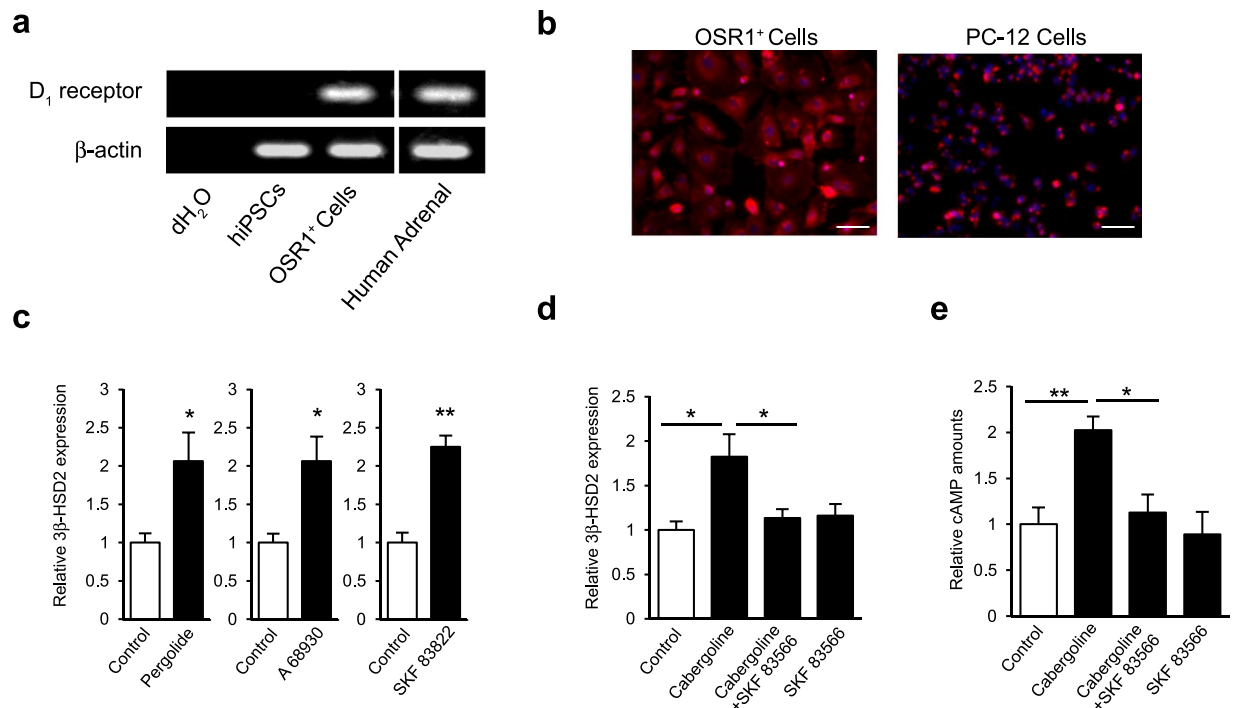 a
D₁ receptor
β-actin
dH₂O
hiPSCs
OSR1⁺ Cells
Human Adrenal
b
OSR1⁺ Cells
PC-12 Cells
c
Relative 3β-HSD2 expression
3
2.5
2
1.5
1
0.5
0
*
Control
Pergolide
3
2.5
2
1.5
1
0.5
0
*
Control
A 68930
3
2.5
2
1.5
1
0.5
0
**
Control
SKF 83822
d
Relative 3β-HSD2 expression
2.5
2
1.5
1
0.5
0
*
*
Control
Cabergoline
Cabergoline
+SKF 83566
SKF 83566
e
Relative cAMP amounts
2.5
2
1.5
1
0.5
0
**
*
Control
Cabergoline
Cabergoline
+SKF 83566
SKF 83566